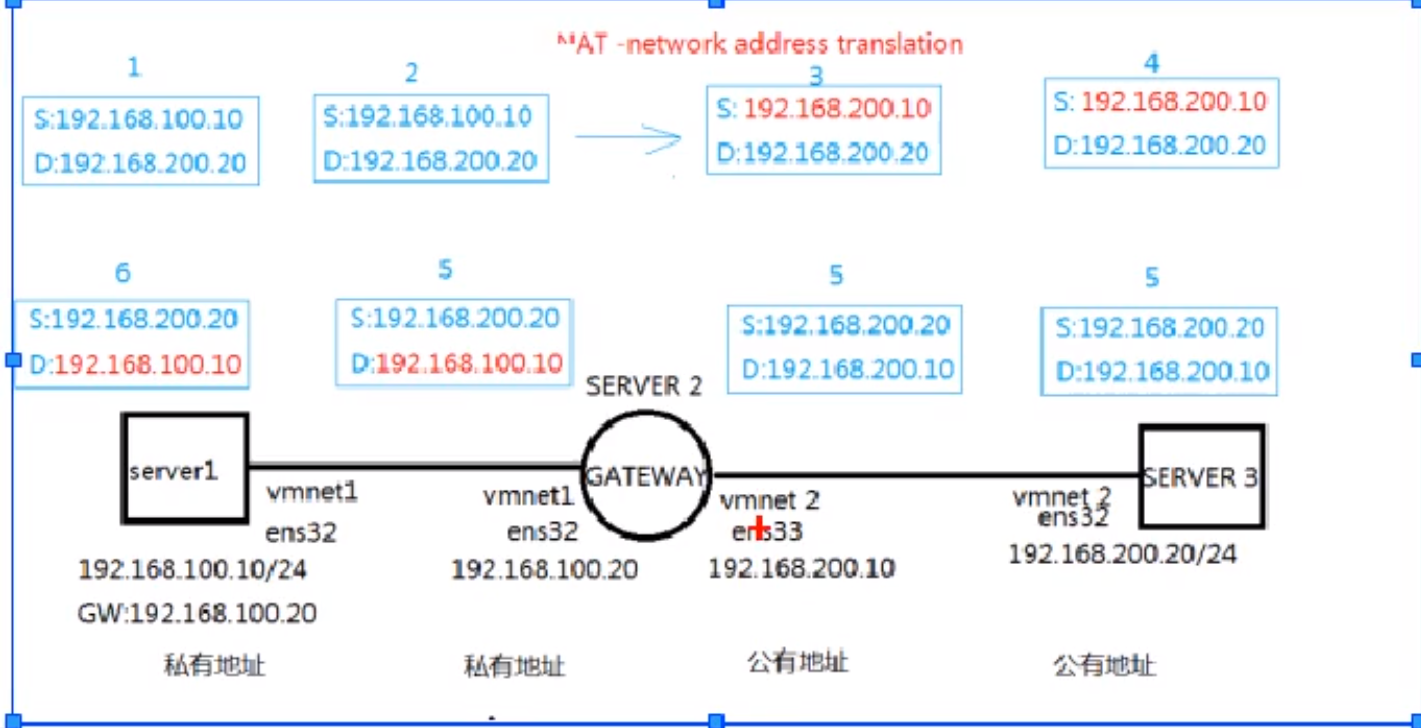 NAT -network address translation
1
2
3
4
S:192.168.100.10
D:192.168.200.20
S:192.168.100.10
D:192.168.200.20
S: 192.168.200.10
D:192.168.200.20
S: 192.168.200.10
D:192.168.200.20
6
5
5
5
S:192.168.200.20
D:192.168.100.10
S:192.168.200.20
D:192.168.100.10
S:192.168.200.20
D:192.168.200.10
S:192.168.200.20
D:192.168.200.10
SERVER 2
server1
GATEWAY
SERVER 3
vmnet1
ens32
vmnet1
ens32
vmnet 2
ens33
vmnet 2
ens32
192.168.100.10/24
GW:192.168.100.20
192.168.100.20
192.168.200.10
192.168.200.20/24
私有地址
私有地址
公有地址
公有地址